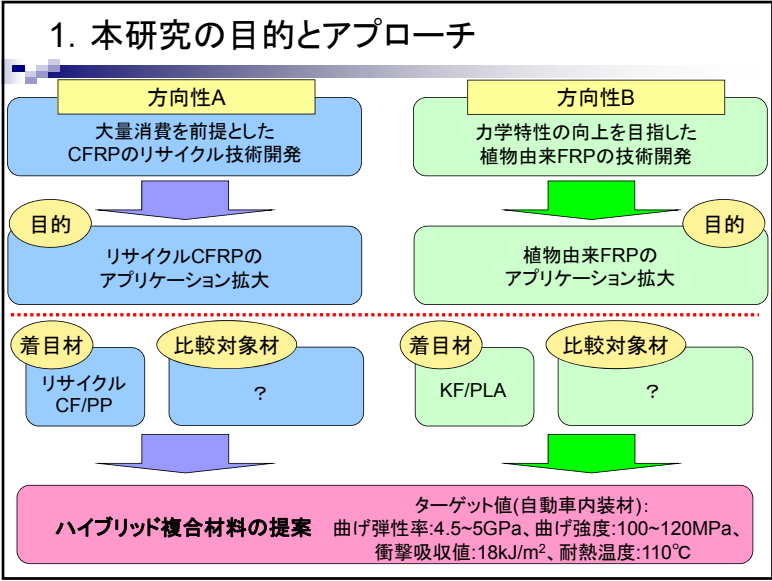 1. 本研究の目的とアプローチ
方向性A
大量消費を前提とした
CFRPのリサイクル技術開発
目的
リサイクルCFRPの
アプリケーション拡大
方向性B
力学特性の向上を目指した
植物由来FRPの技術開発
目的
植物由来FRPの
アプリケーション拡大
着目材
リサイクル
CF/PP
比較対象材
?
着目材
KF/PLA
比較対象材
?
ハイブリッド複合材料の提案
ターゲット値(自動車内装材):
曲げ弾性率:4.5~5GPa、曲げ強度:100~120MPa、
衝撃吸収値:18kJ/m²、耐熱温度:110℃